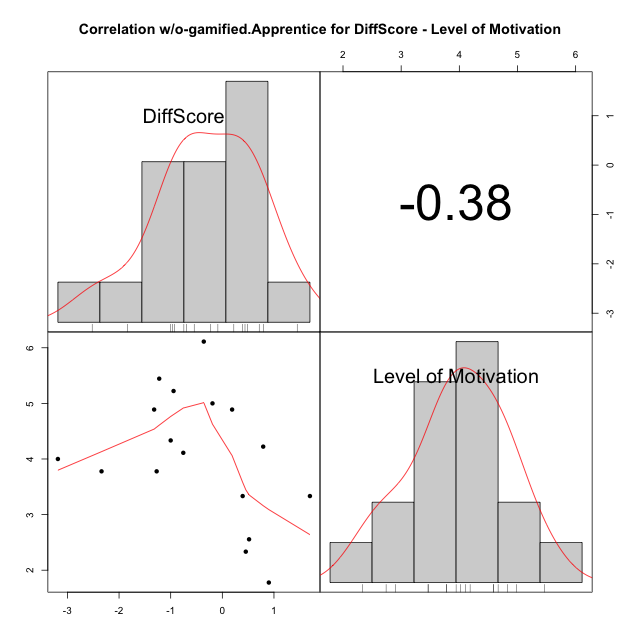 Correlation w/o-gamified.Apprentice for DiffScore - Level of Motivation
2 3 4 5 6
DiffScore
-0.38
1
0
-1
-2
-3
6
5
4
3
2
Level of Motivation
-3 -2 -1 0 1